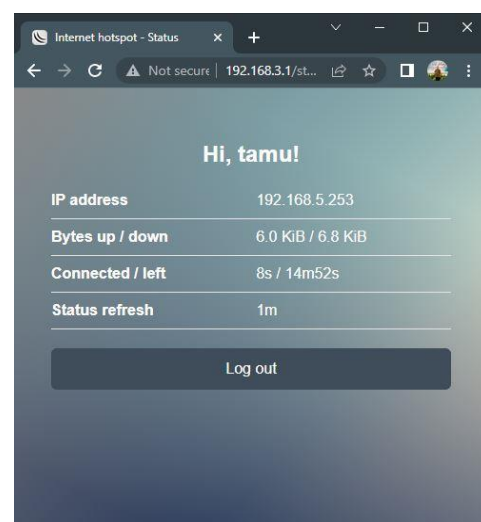 Internet hotspot - Status
Not secure 192.168.3.1/st...
Hi, tamu!
IP address 192.168.5.253
Bytes up / down 6.0 KiB / 6.8 KiB
Connected / left 8s / 14m52s
Status refresh 1m
Log out